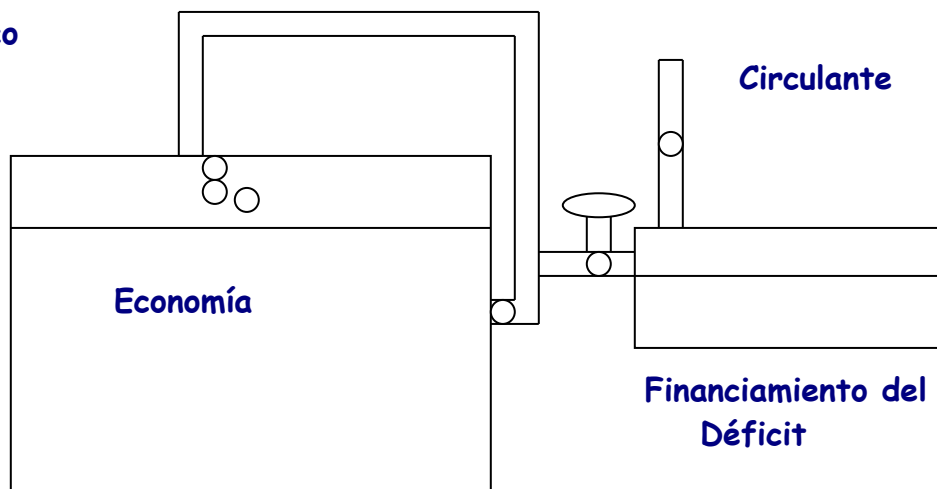 Circulante
Economía
Financiamiento del
Déficit